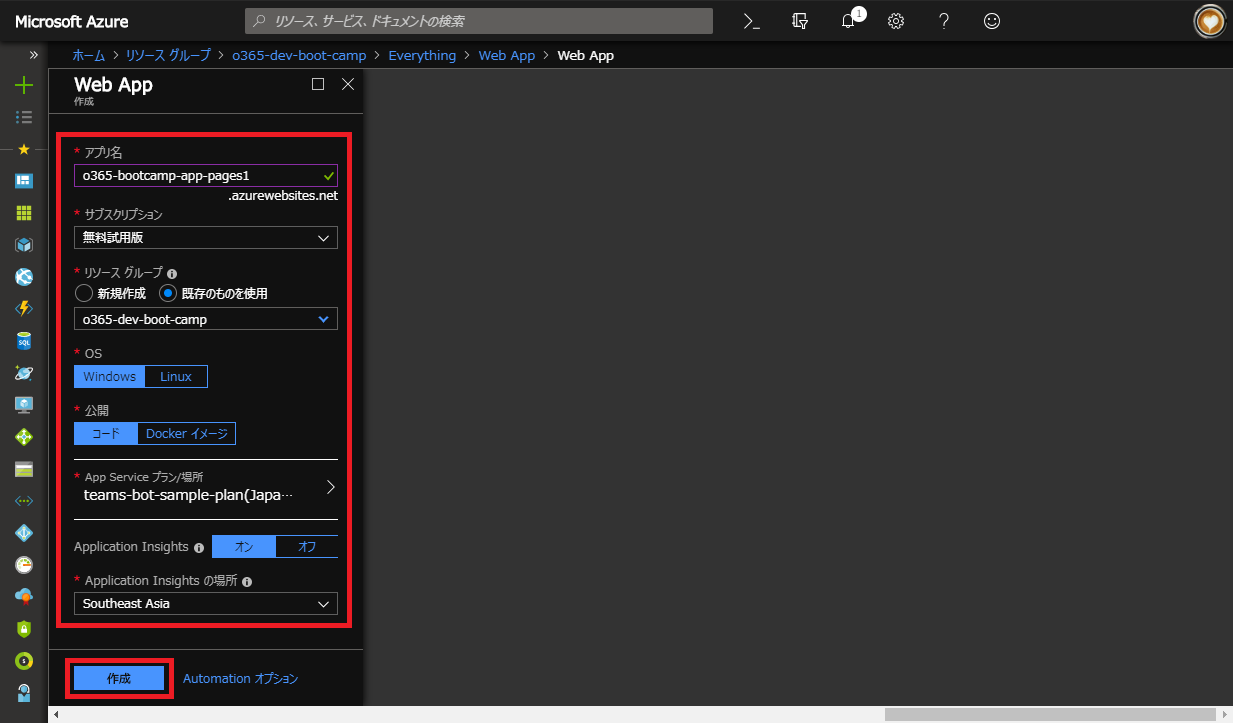 Microsoft Azure
リソース、サービス、ドキュメントの検索
1
ホーム > リソース グループ > o365-dev-boot-camp > Everything > Web App > Web App
Web App
作成
* アプリ名
o365-bootcamp-app-pages1
.azurewebsites.net
* サブスクリプション
無料試用版
* リソース グループ
新規作成 既存のものを使用
o365-dev-boot-camp
* OS
Windows Linux
* 公開
コード Docker イメージ
* App Service プラン/場所
teams-bot-sample-plan(Japa…
Application Insights オン オフ
* Application Insights の場所
Southeast Asia
作成 Automation オプション